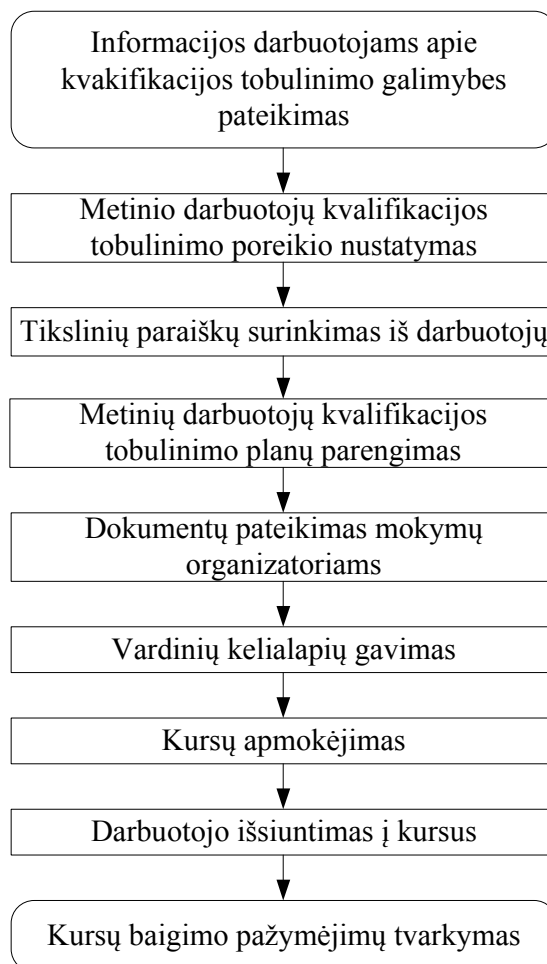 Informacijos darbuotojams apie
kvakifikacijos tobulinimo galimybes
pateikimas
Metinio darbuotojų kvalifikacijos
tobulinimo poreikio nustatymas
Tikslinių paraiškų surinkimas iš darbuotojų
Metinių darbuotojų kvalifikacijos
tobulinimo planų parengimas
Dokumentų pateikimas mokymų
organizatoriams
Vardinių kelialapių gavimas
Kursų apmokėjimas
Darbuotojo išsiuntimas į kursus
Kursų baigimo pažymėjimų tvarkymas